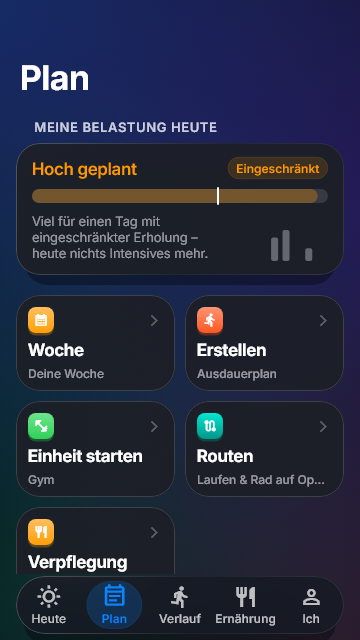 Plan
MEINE BELASTUNG HEUTE
Hoch geplant
Eingeschränkt
Viel für einen Tag mit
eingeschränkter Erholung –
heute nichts Intensives mehr.
Woche
Deine Woche
Erstellen
Ausdauerplan
Einheit starten
Gym
Routen
Laufen & Rad auf Op...
Verpflegung
Heute
Plan
Verlauf
Ernährung
Ich